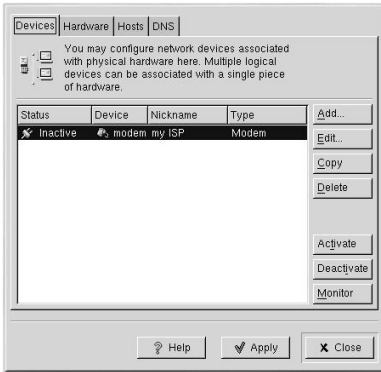 Devices Hardware Hosts DNS
You may configure network devices associated
with physical hardware here. Multiple logical
devices can be associated with a single piece
of hardware.
Status Device Nickname Type
Inactive modem my ISP Modem
Add...
Edit...
Copy
Delete
Activate
Deactivate
Monitor
Help Apply Close